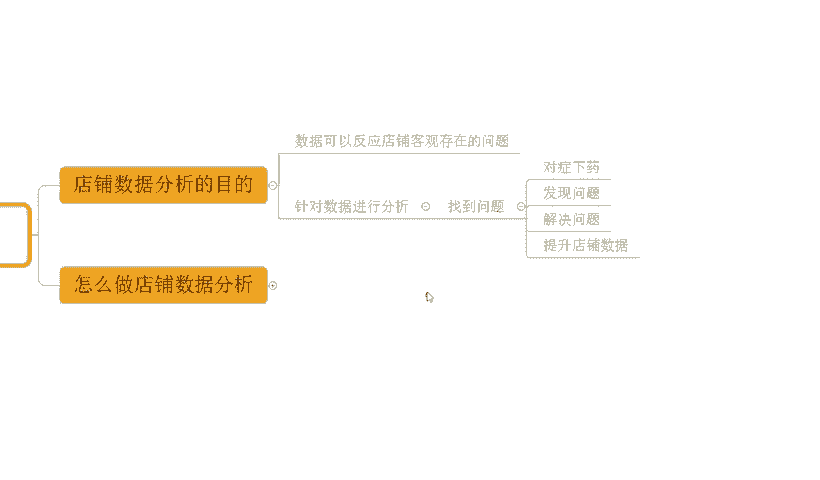 数据可以反应店铺客观存在的问题
店铺数据分析的目的
针对数据进行分析
找到问题
对症下药
发现问题
解决问题
提升店铺数据
怎么做店铺数据分析